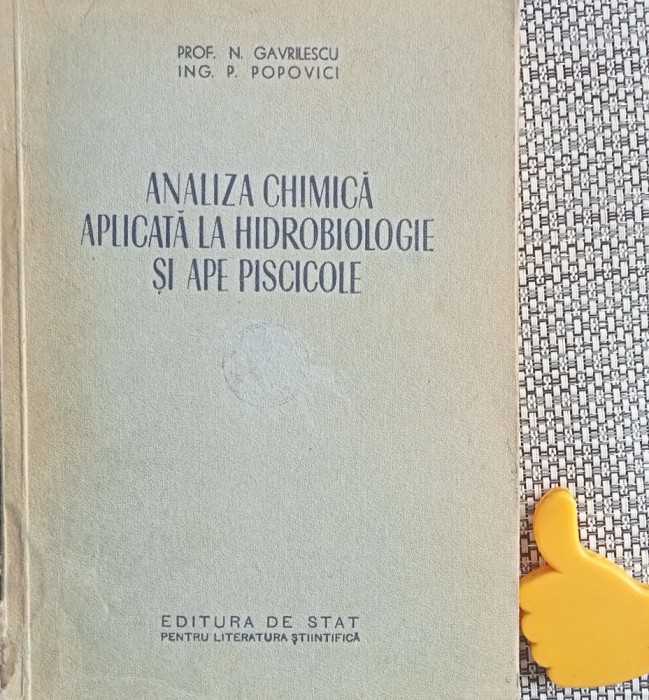 PROF. N. GAVRILESCU
ING. P. POPOVICI
ANALIZA CHIMICĂ
APLICATĂ LA HIDROBIOLOGIE
ȘI APE PISCICOLE
EDITURA DE STAT
PENTRU LITERATURA ȘTIINTIFICĂ